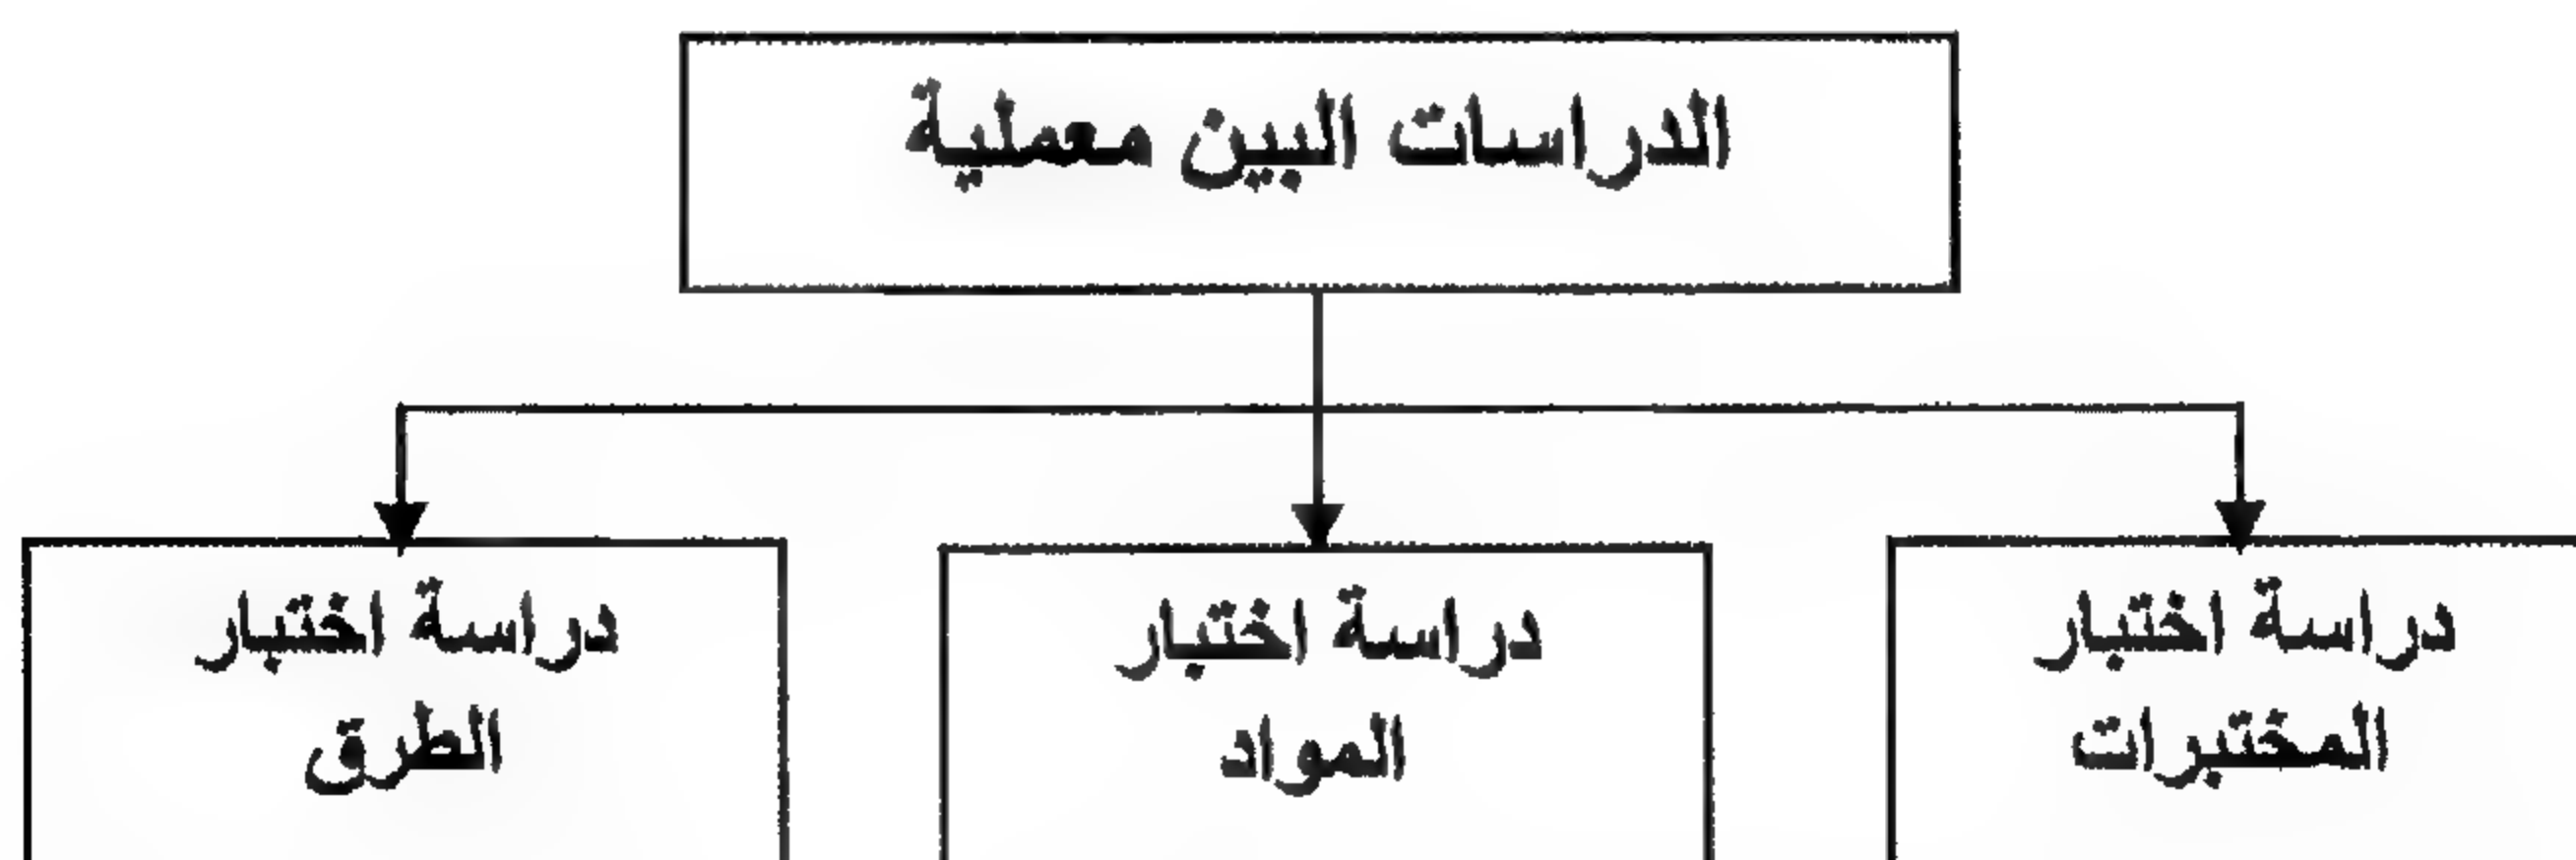 الدراسات البين معملية
دراسة اختبار
المختبرات
دراسة اختبار
المواد
دراسة اختبار
الطرق